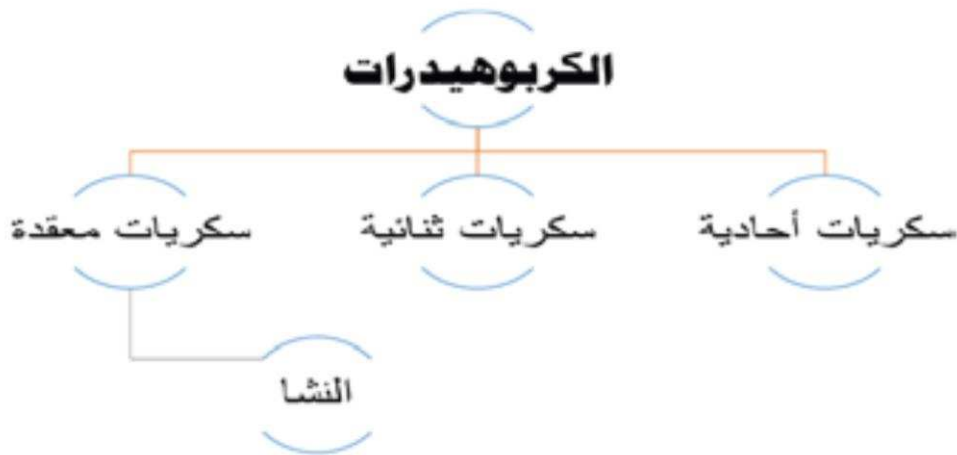 الكربوهيدرات
سكريات أحادية
سكريات ثنائية
سكريات معقدة
النشا